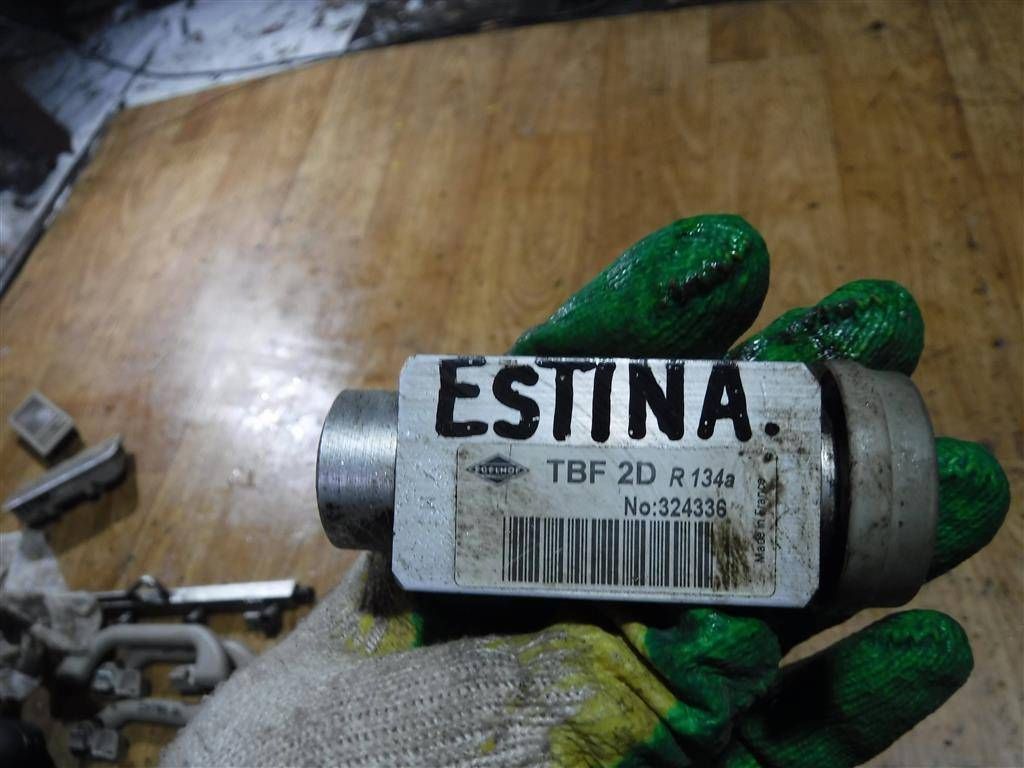 ESTINA.
TBF 2D R 134a
No:324336
Made in France